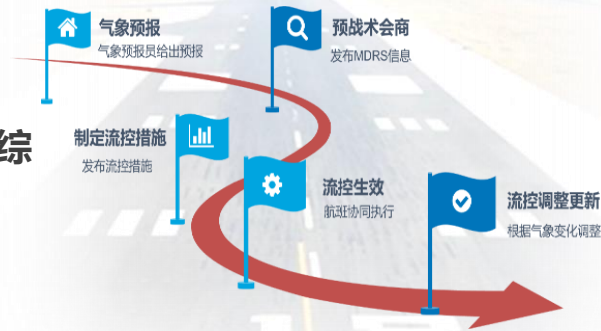 气象预报
气象预报员给出预报
预战术会商
发布MDRS信息
综
制定流控措施
发布流控措施
流控生效
航班协同执行
流控调整更新
根据气象变化调整